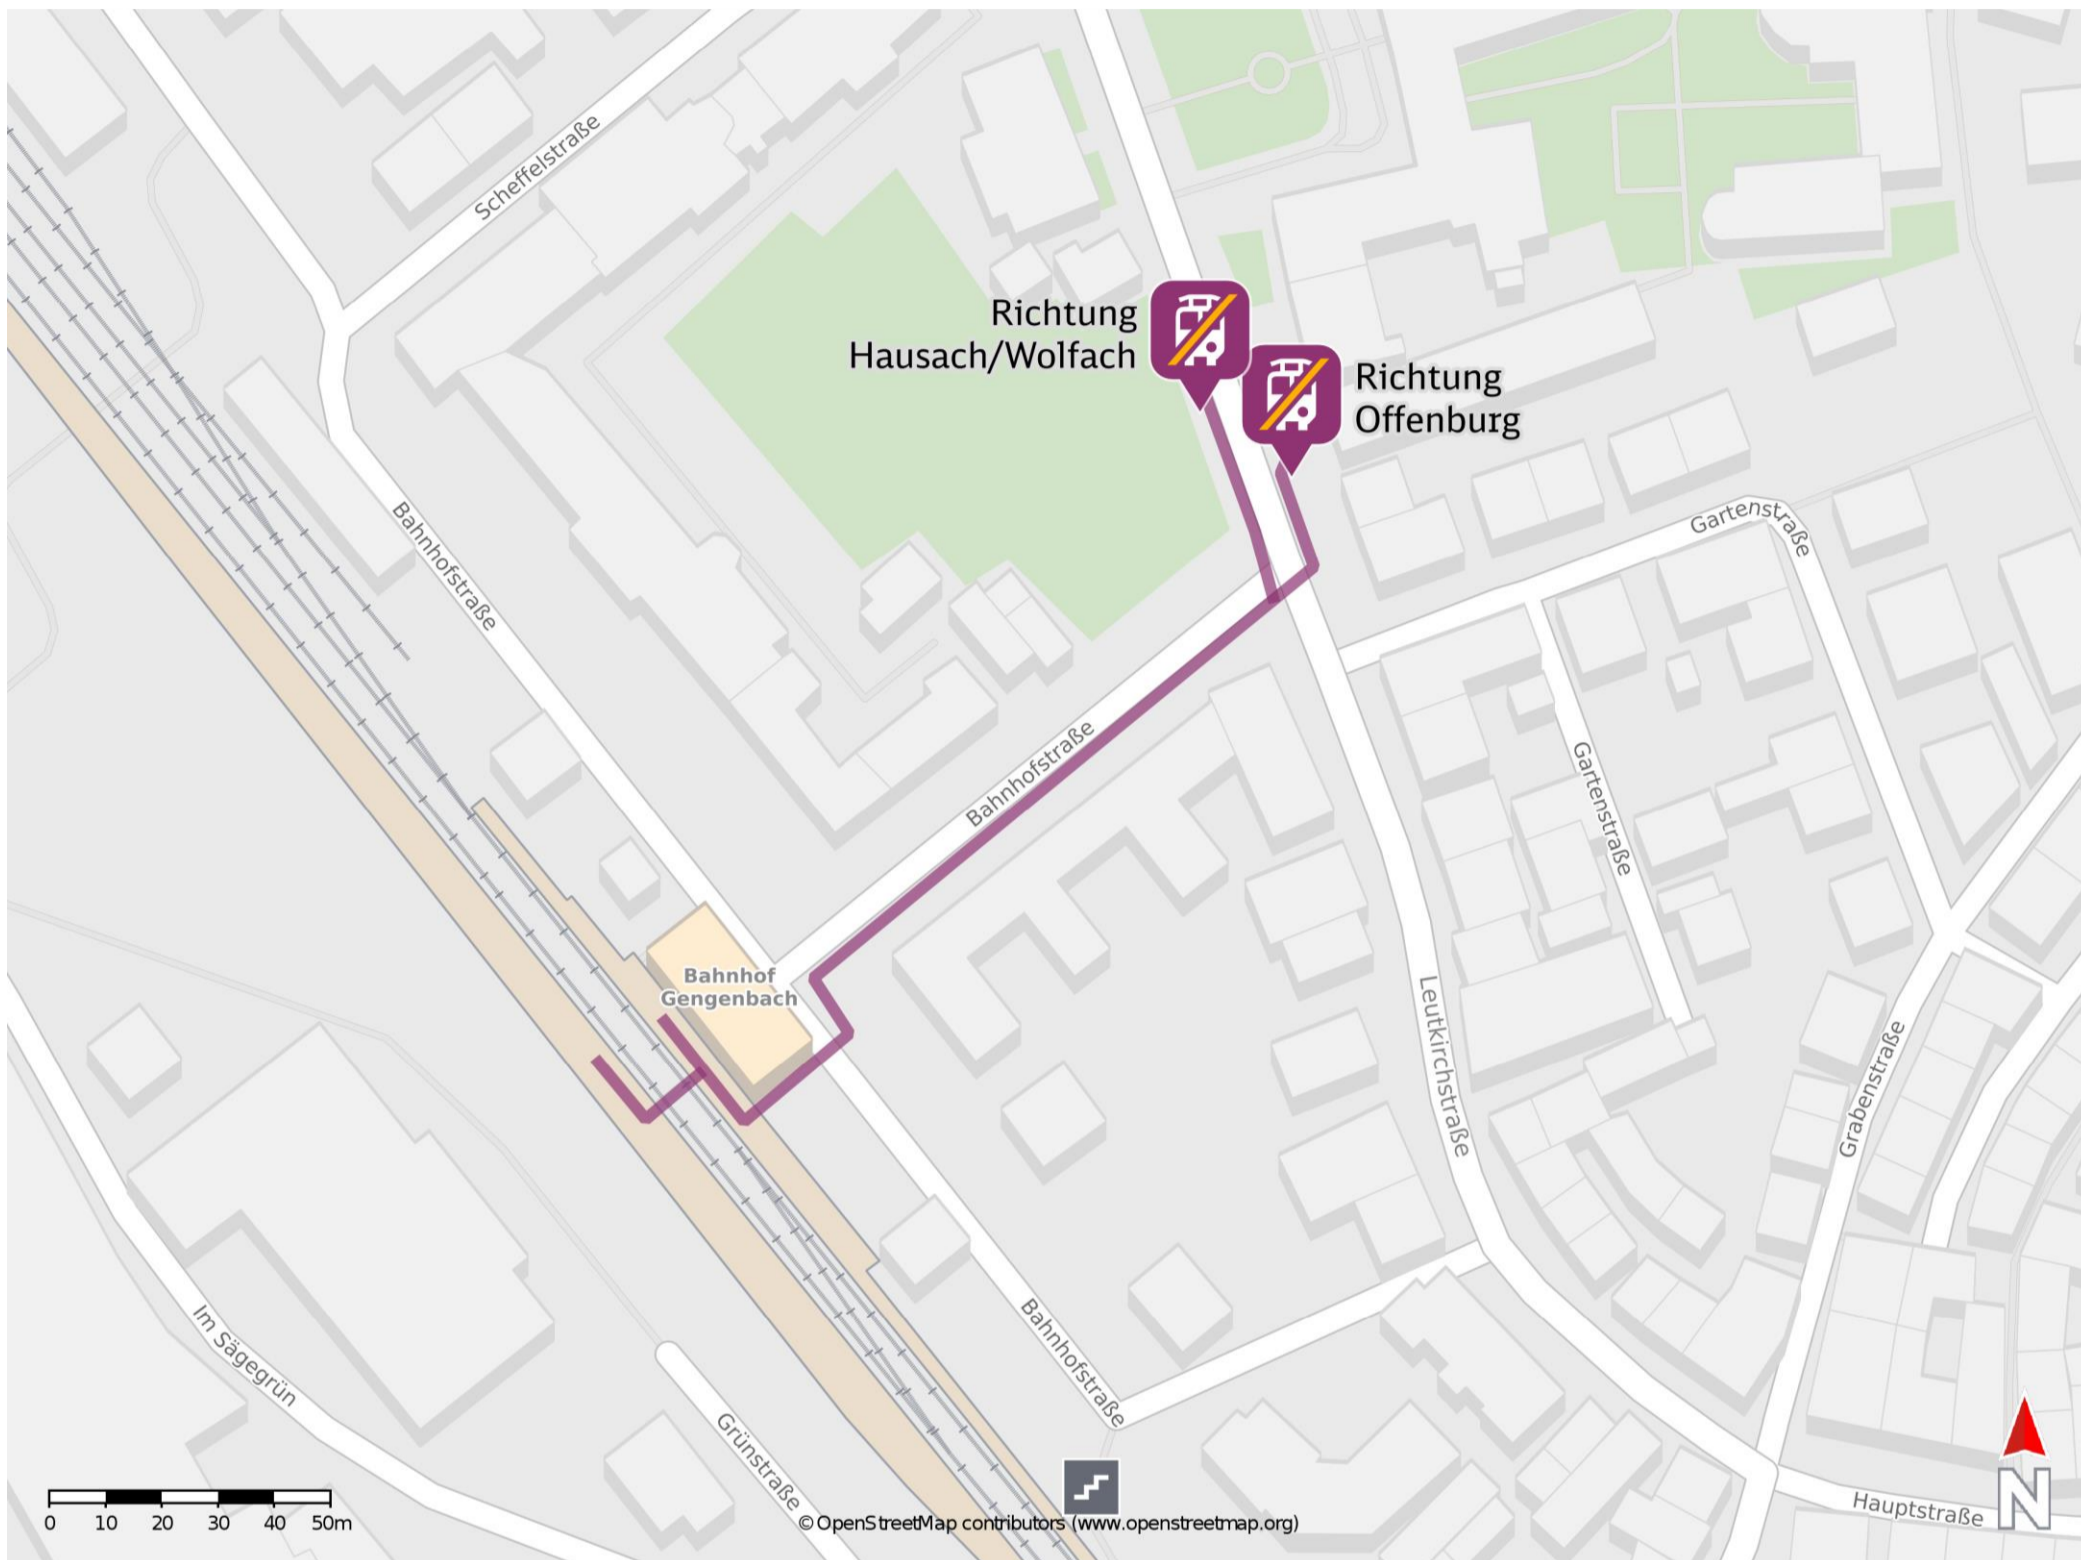 Scheffelstraße
Richtung
Hausach/Wolfach
Richtung
Offenburg
Bahnhofstraße
Gartenstraße
Bahnhofstraße
Gartenstraße
Bahnhof
Gengenbach
Leutkirchstraße
Grabenstraße
Im Sägegrün
Bahnhofstraße
Grünstraße
Hauptstraße
N
0 10 20 30 40 50m
©OpenStreetMap contributors (www.openstreetmap.org)